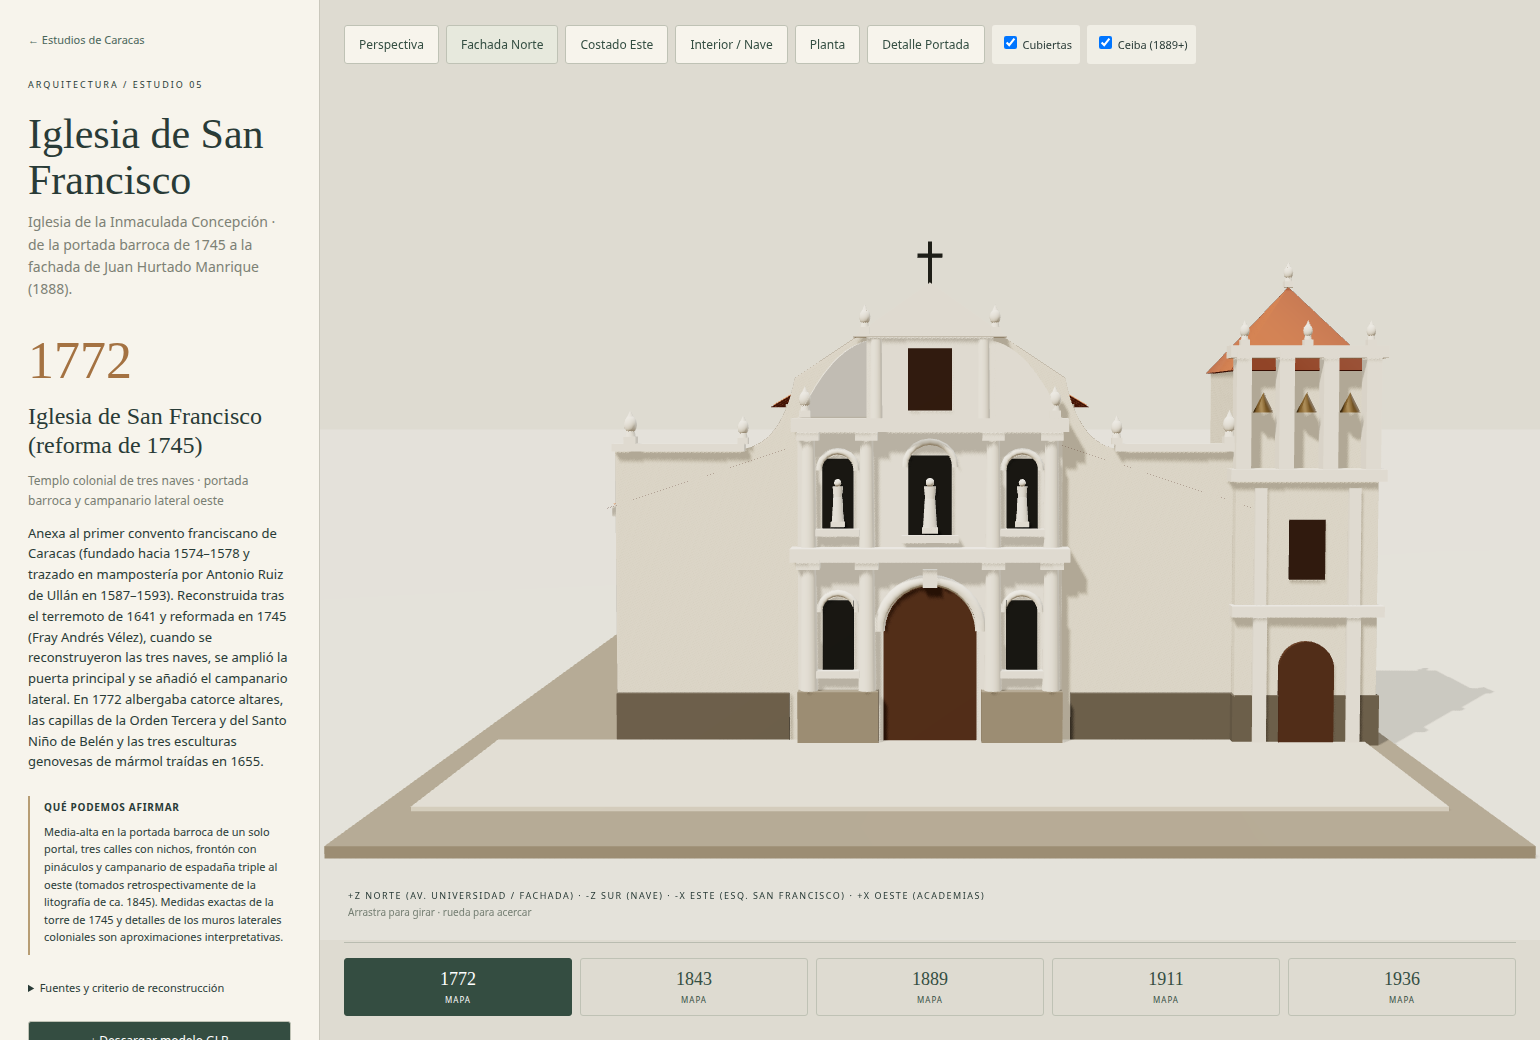 ← Estudios de Caracas
ARQUITECTURA / ESTUDIO 05
Iglesia de San
Francisco
Iglesia de la Inmaculada Concepción ·
de la portada barroca de 1745 a la
fachada de Juan Hurtado Manrique
(1888).
1772
Iglesia de San Francisco
(reforma de 1745)
Templo colonial de tres naves · portada
barroca y campanario lateral oeste
Anexa al primer convento franciscano de
Caracas (fundado hacia 1574–1578 y
trazado en mampostería por Antonio Ruiz
de Ullán en 1587–1593). Reconstruida tras
el terremoto de 1641 y reformada en 1745
(Fray Andrés Vélez), cuando se
reconstruyeron las tres naves, se amplió la
puerta principal y se añadió el campanario
lateral. En 1772 albergaba catorce altares,
las capillas de la Orden Tercera y del Santo
Niño de Belén y las tres esculturas
genovesas de mármol traídas en 1655.
QUÉ PODEMOS AFIRMAR
Media-alta en la portada barroca de un solo
portal, tres calles con nichos, frontón con
pináculos y campanario de espadaña triple al
oeste (tomados retrospectivamente de la
litografía de ca. 1845). Medidas exactas de la
torre de 1745 y detalles de los muros laterales
coloniales son aproximaciones interpretativas.
▶ Fuentes y criterio de reconstrucción
Descargar modelo GLB
Perspectiva
Fachada Norte
Costado Este
Interior / Nave
Planta
Detalle Portada
Cubiertas
Ceiba (1889+)
+Z NORTE (AV. UNIVERSIDAD / FACHADA) · -Z SUR (NAVE) · -X ESTE (ESQ. SAN FRANCISCO) · +X OESTE (ACADEMIAS)
Arrastra para girar · rueda para acercar
1772
MAPA
1843
MAPA
1889
MAPA
1911
MAPA
1936
MAPA